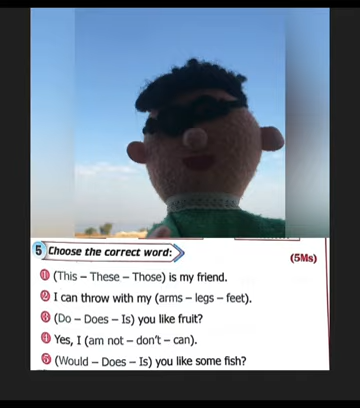 5 Choose the correct word:
(5Ms)
1 (This – These – Those) is my friend.
2 I can throw with my (arms – legs – feet).
3 (Do – Does – Is) you like fruit?
4 Yes, I (am not – don't – can).
5 (Would – Does – Is) you like some fish?